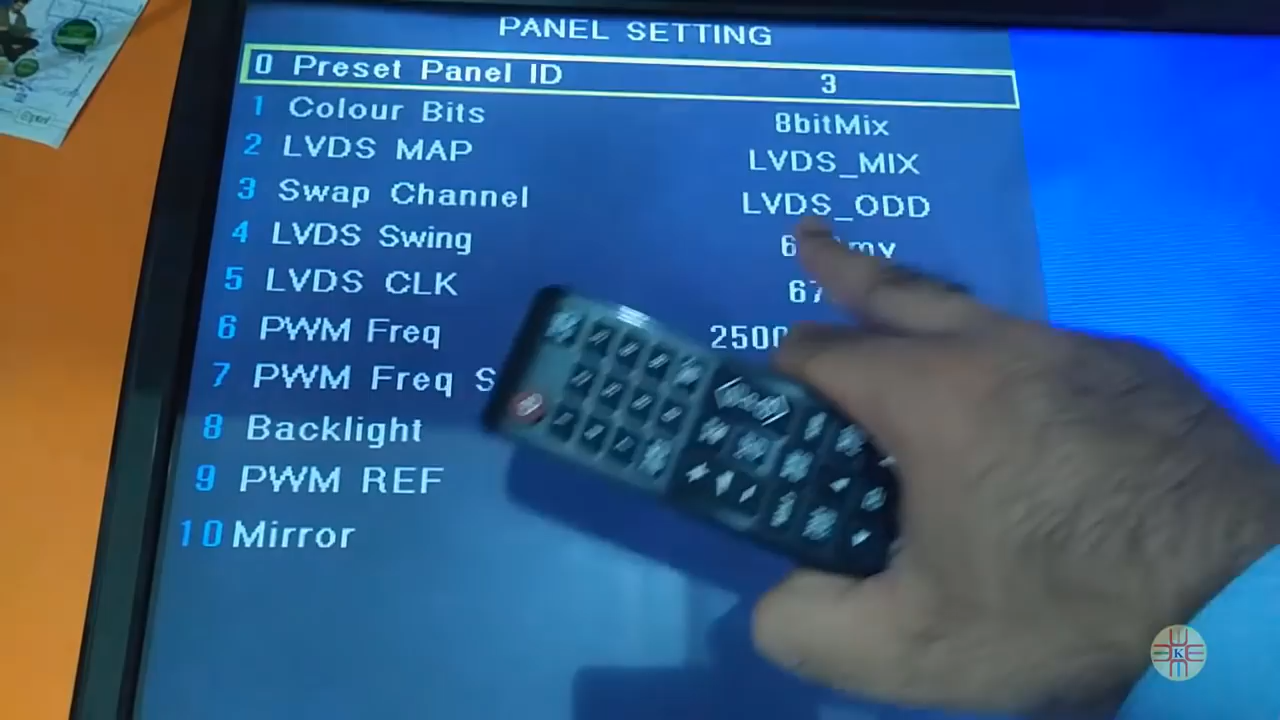 PANEL SETTING
0 Preset Panel ID 3
1 Colour Bits 8bitMix
2 LVDS MAP LVDS_MIX
3 Swap Channel LVDS_ODD
4 LVDS Swing
5 LVDS CLK
6 PWM Freq 2500
7 PWM Freq S
8 Backlight
9 PWM REF
10 Mirror
K